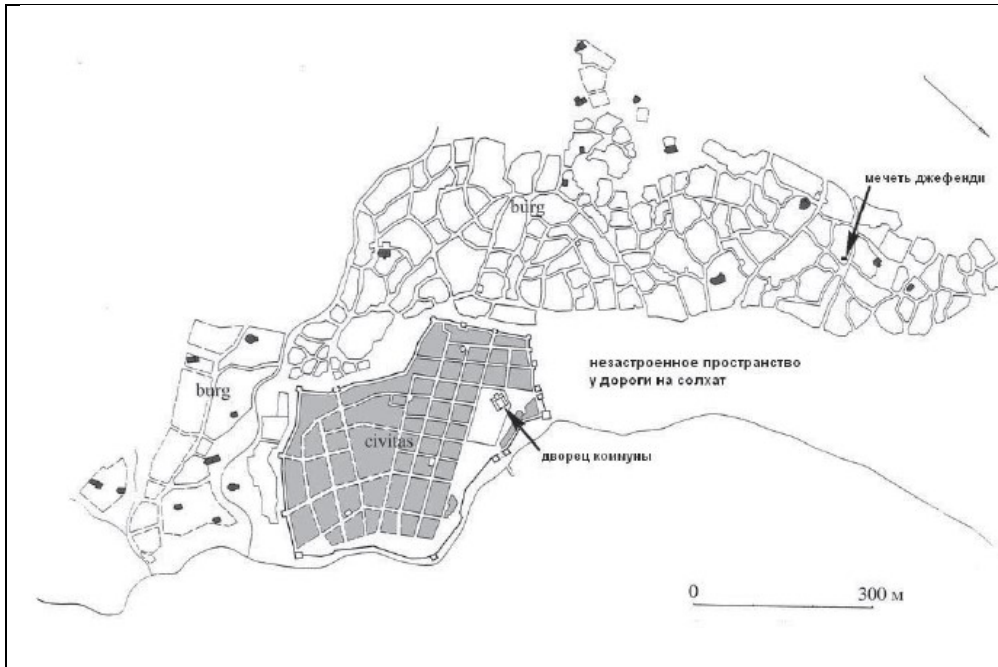 burg
мечеть джефенди
незастроенное пространство
у дороги на солхат
burg
civitas
дворец коммуны
0 300 м